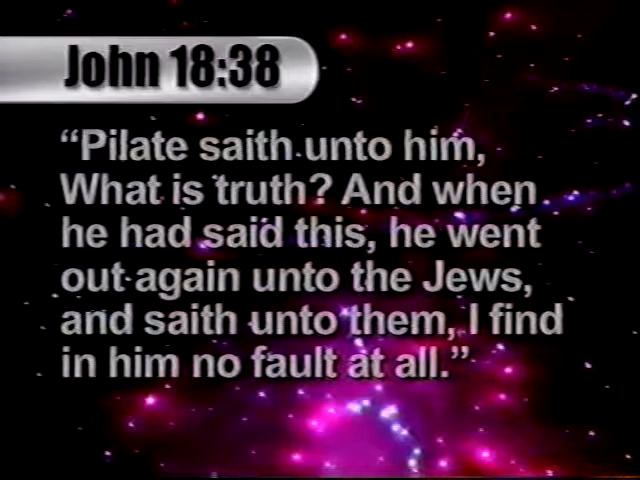 John 18:38
“Pilate saith unto him,
What is truth? And when
he had said this, he went
out again unto the Jews,
and saith unto them, I find
in him no fault at all.”